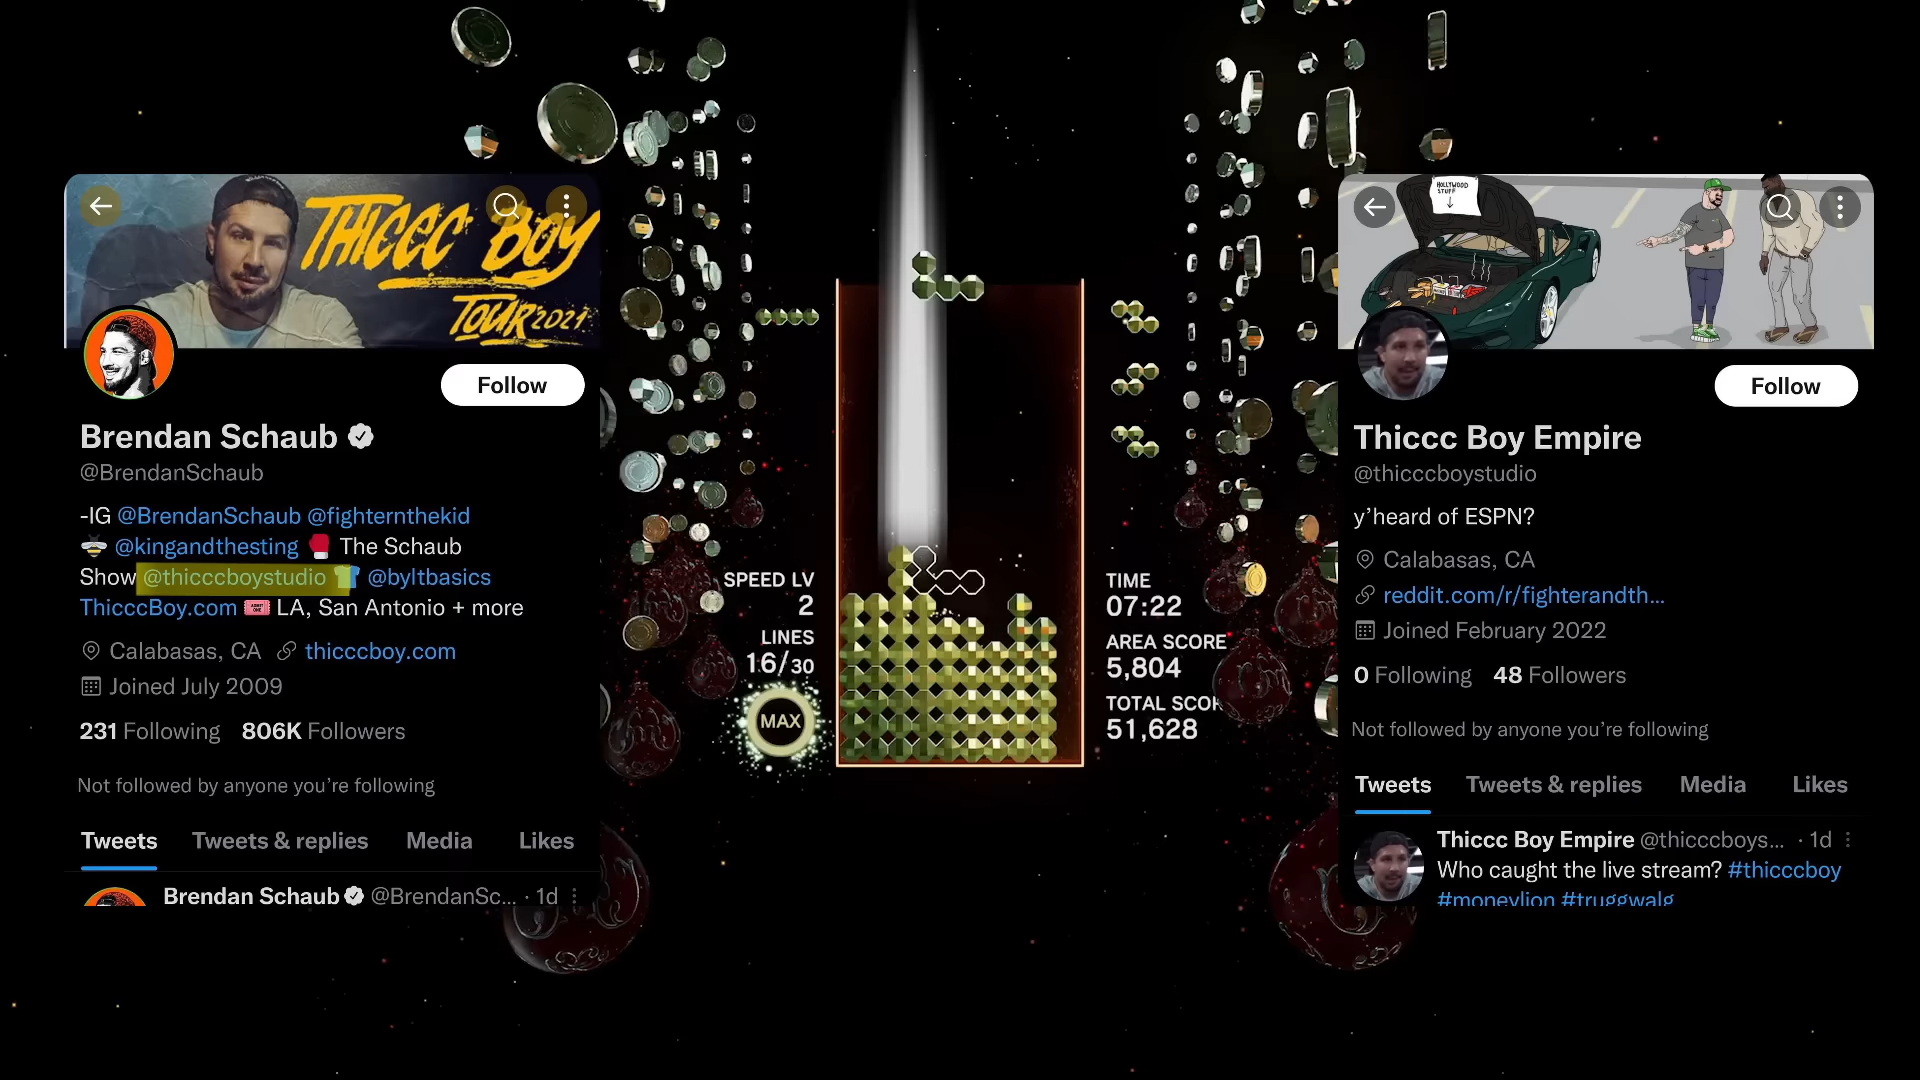 THICCC BOY
TOUR 2021
Follow
Brendan Schaub
@BrendanSchaub
-IG @BrendanSchaub @fighternthekid
@kingandthesting The Schaub
Show @thicccboystudio @byltbasics
ThicccBoy.com LA, San Antonio + more
Calabasas, CA thicccboy.com
Joined July 2009
231 Following 806K Followers
Not followed by anyone you're following
Tweets Tweets & replies Media Likes
Brendan Schaub @BrendanSc... · 1d
SPEED LV
2
LINES
16/30
MAX
TIME
07:22
AREA SCORE
5,804
TOTAL SCOR
51,628
HOLLYWOOD
STUFF
Follow
Thiccc Boy Empire
@thicccboystudio
y'heard of ESPN?
Calabasas, CA
reddit.com/r/fighterandth...
Joined February 2022
0 Following 48 Followers
Not followed by anyone you're following
Tweets Tweets & replies Media Likes
Thiccc Boy Empire @thicccboys... · 1d
Who caught the live stream? #thicccboy
#moneylion #truggwalg